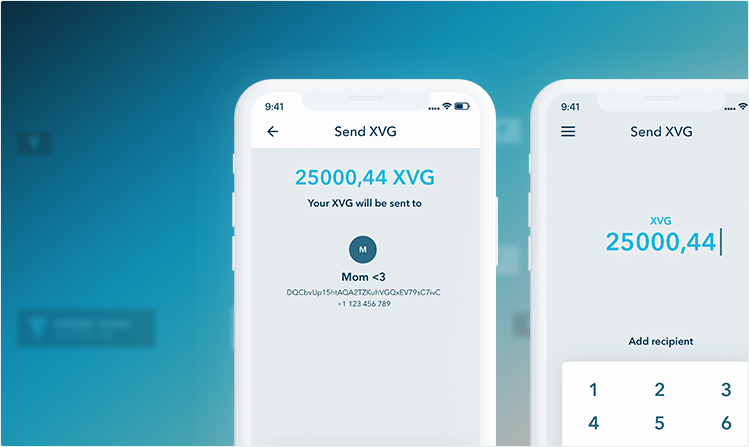 9:41
Send XVG
25000,44 XVG
Your XVG will be sent to
M
Mom <3
DQCbvUp15htAQA2TZKuhVGQxEV79sC7ivC
+1 123 456 789
9:41
Send XVG
XVG
25000,44
Add recipient
1 2 3
4 5 6